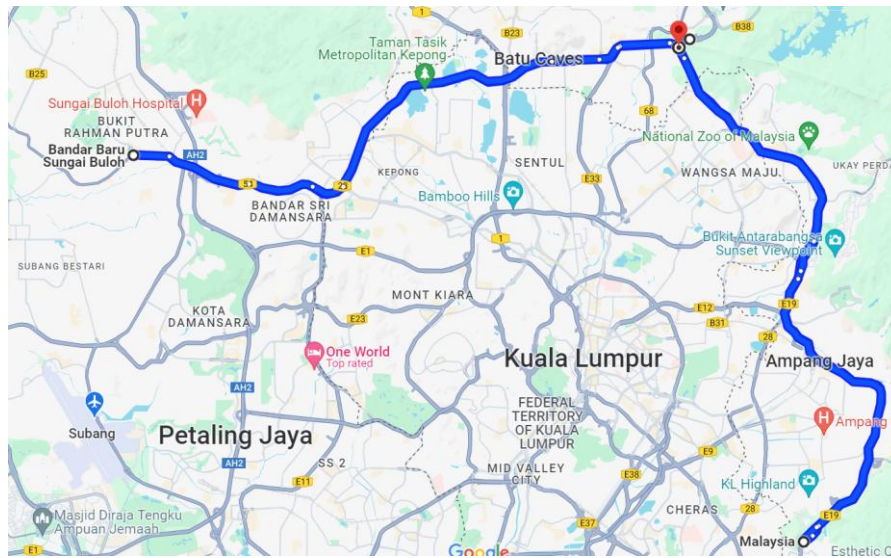 1
B23
B38
Taman Tasik
Metropolitan Kepong
Batu Caves
B25
Sungai Buloh Hospital
H
BUKIT
RAHMAN PUTRA
68
National Zoo of Malaysia
Bandar Baru
Sungai Buloh
AH2
SENTUL
UKAY PERDA
WANGSA MAJU
53
23
KEPONG
E33
BANDAR SRI
DAMANSARA
Bamboo Hills
1
E1
Bukit Antarabangsa
Sunset Viewpoint
SUBANG BESTARI
MONT KIARA
KOTA
DAMANSARA
E23
E12
E19
B31
28
One World
Top rated
Kuala Lumpur
Ampang Jaya
AH2
FEDERAL
TERRITORY
OF KUALA
LUMPUR
H
Ampang
Subang
Petaling Jaya
SS 2
E9
MID VALLEY
CITY
E38
E11
KL Highland
Masjid Diraja Tengku
Ampuan Jemaah
CHERAS
28
E19
E37
E1
Google
Malaysia
Esthetic C